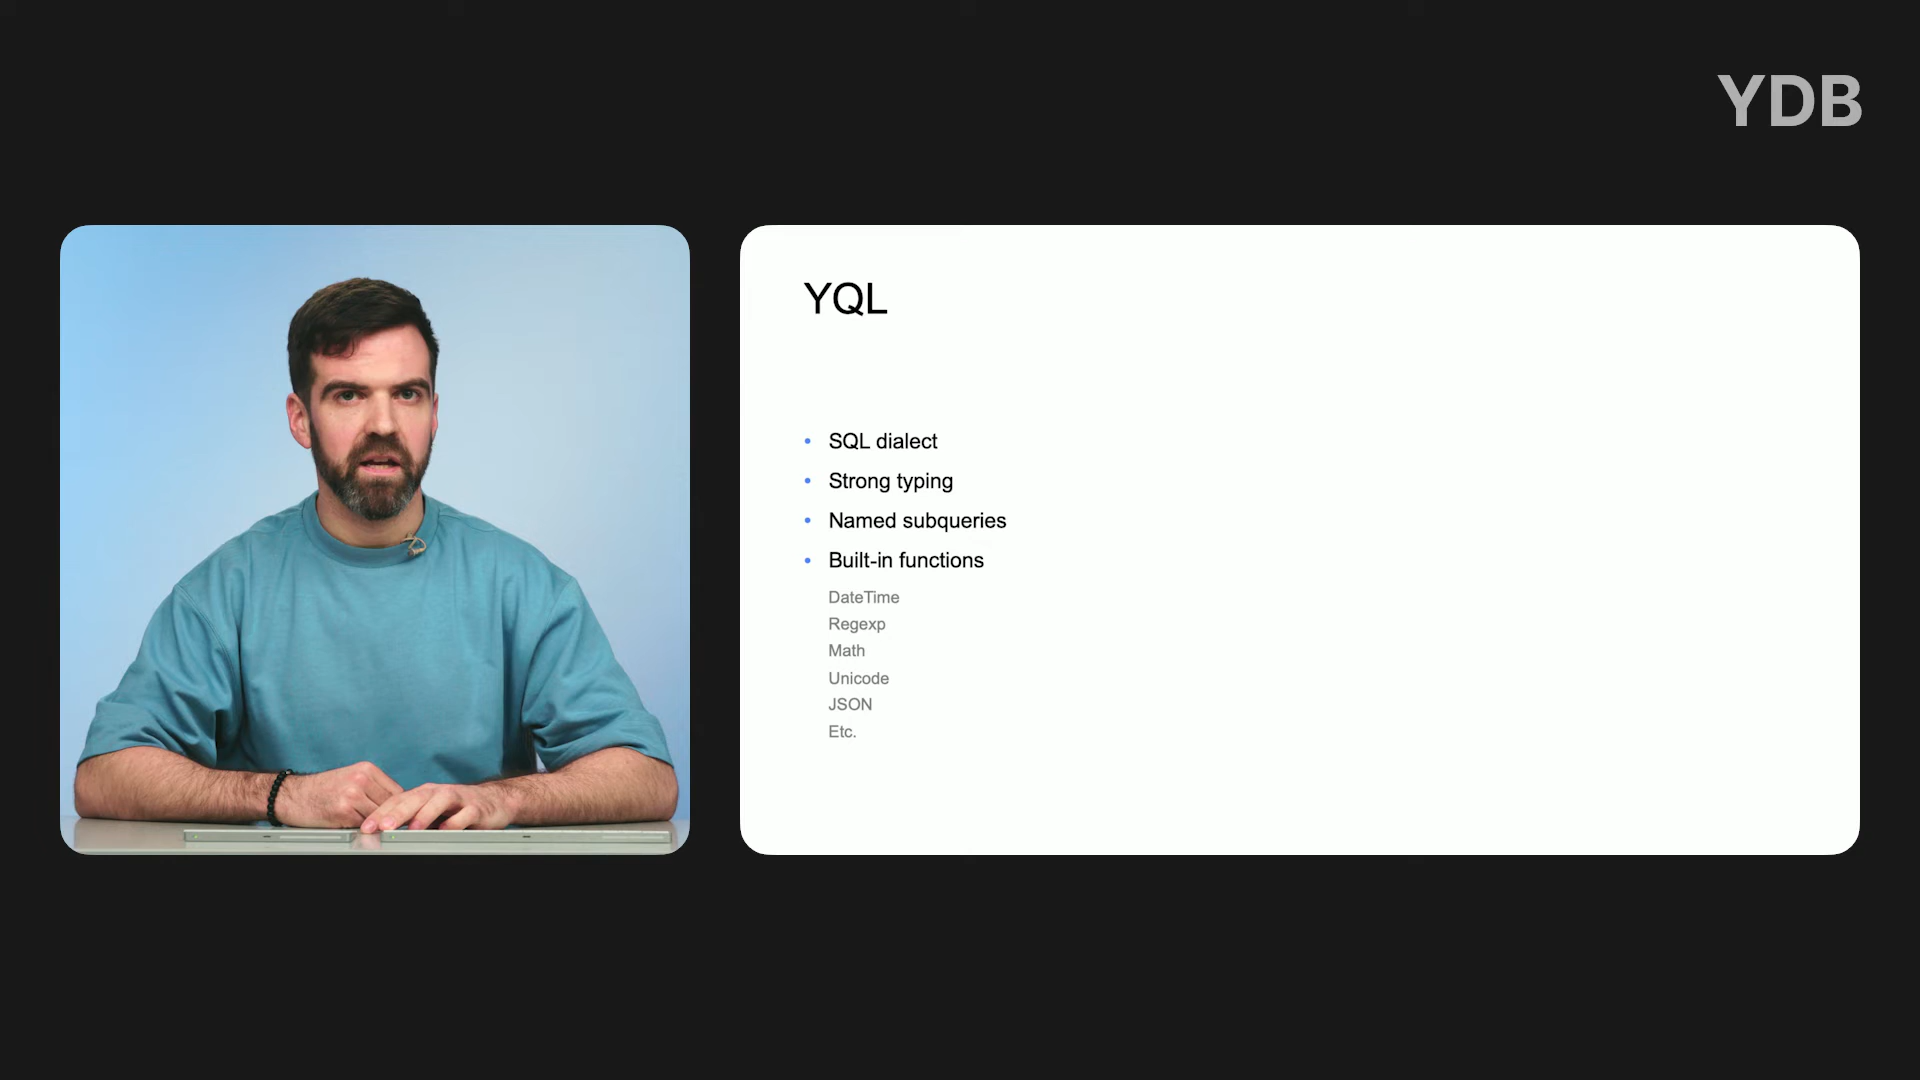 YDB
YQL
• SQL dialect
• Strong typing
• Named subqueries
• Built-in functions
DateTime
Regexp
Math
Unicode
JSON
Etc.